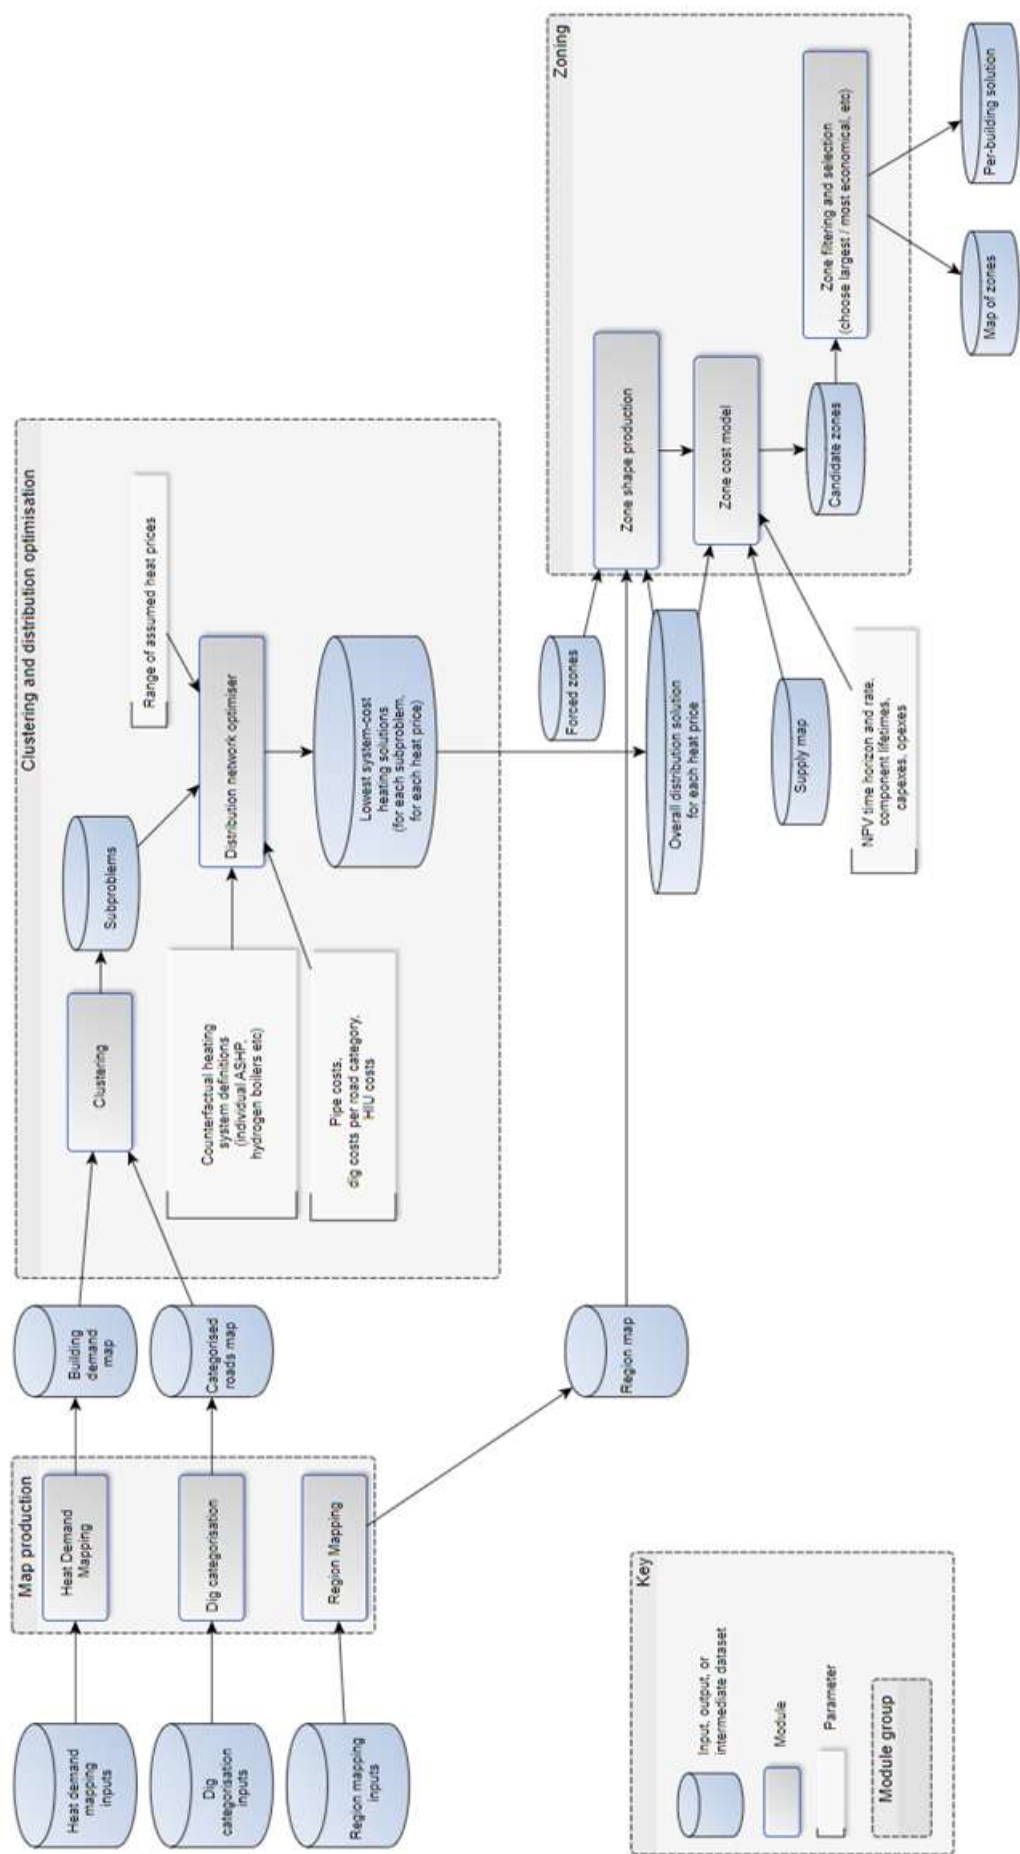 Map production
Heat demand
mapping
inputs
Heat Demand
Mapping
Building
demand
map
Dig
categorisation
inputs
Dig categorisation
Categorised
roads map
Region mapping
inputs
Region Mapping
Region map
Clustering and distribution optimisation
Clustering
Subproblems
Range of assumed heat prices
Distribution network optimiser
Counterfactual heating
system definitions
(individual ASHP,
hydrogen boilers etc)
Pipe costs,
dig costs per road category,
HIU costs
Lowest system-cost
heating solutions
(for each subproblem,
for each heat price)
Zoning
Forced zones
Overall distribution solution
for each heat price
Supply map
NPV time horizon and rate,
component lifetimes,
capexes, opexes
Zone shape production
Zone cost model
Candidate zones
Zone filtering and selection
(choose largest / most economical, etc)
Map of zones
Per-building solution
Key
Input, output, or
intermediate dataset
Module
Parameter
Module group